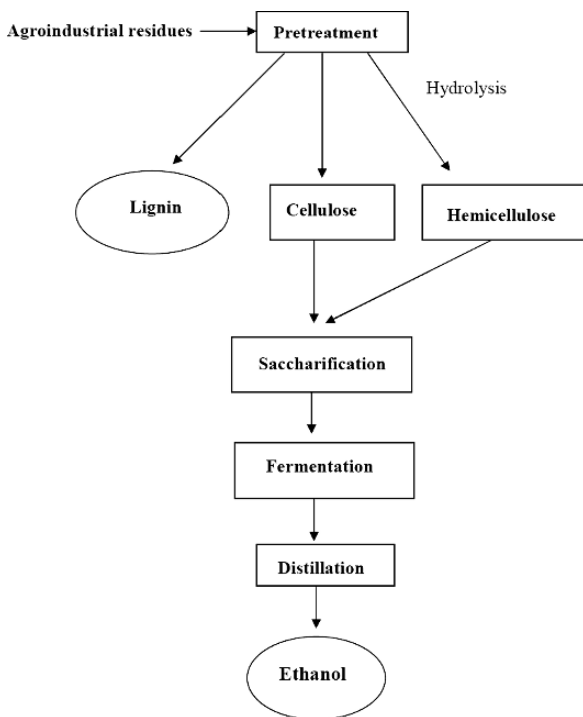 Agroindustrial residues
Pretreatment
Hydrolysis
Lignin
Cellulose
Hemicellulose
Saccharification
Fermentation
Distillation
Ethanol